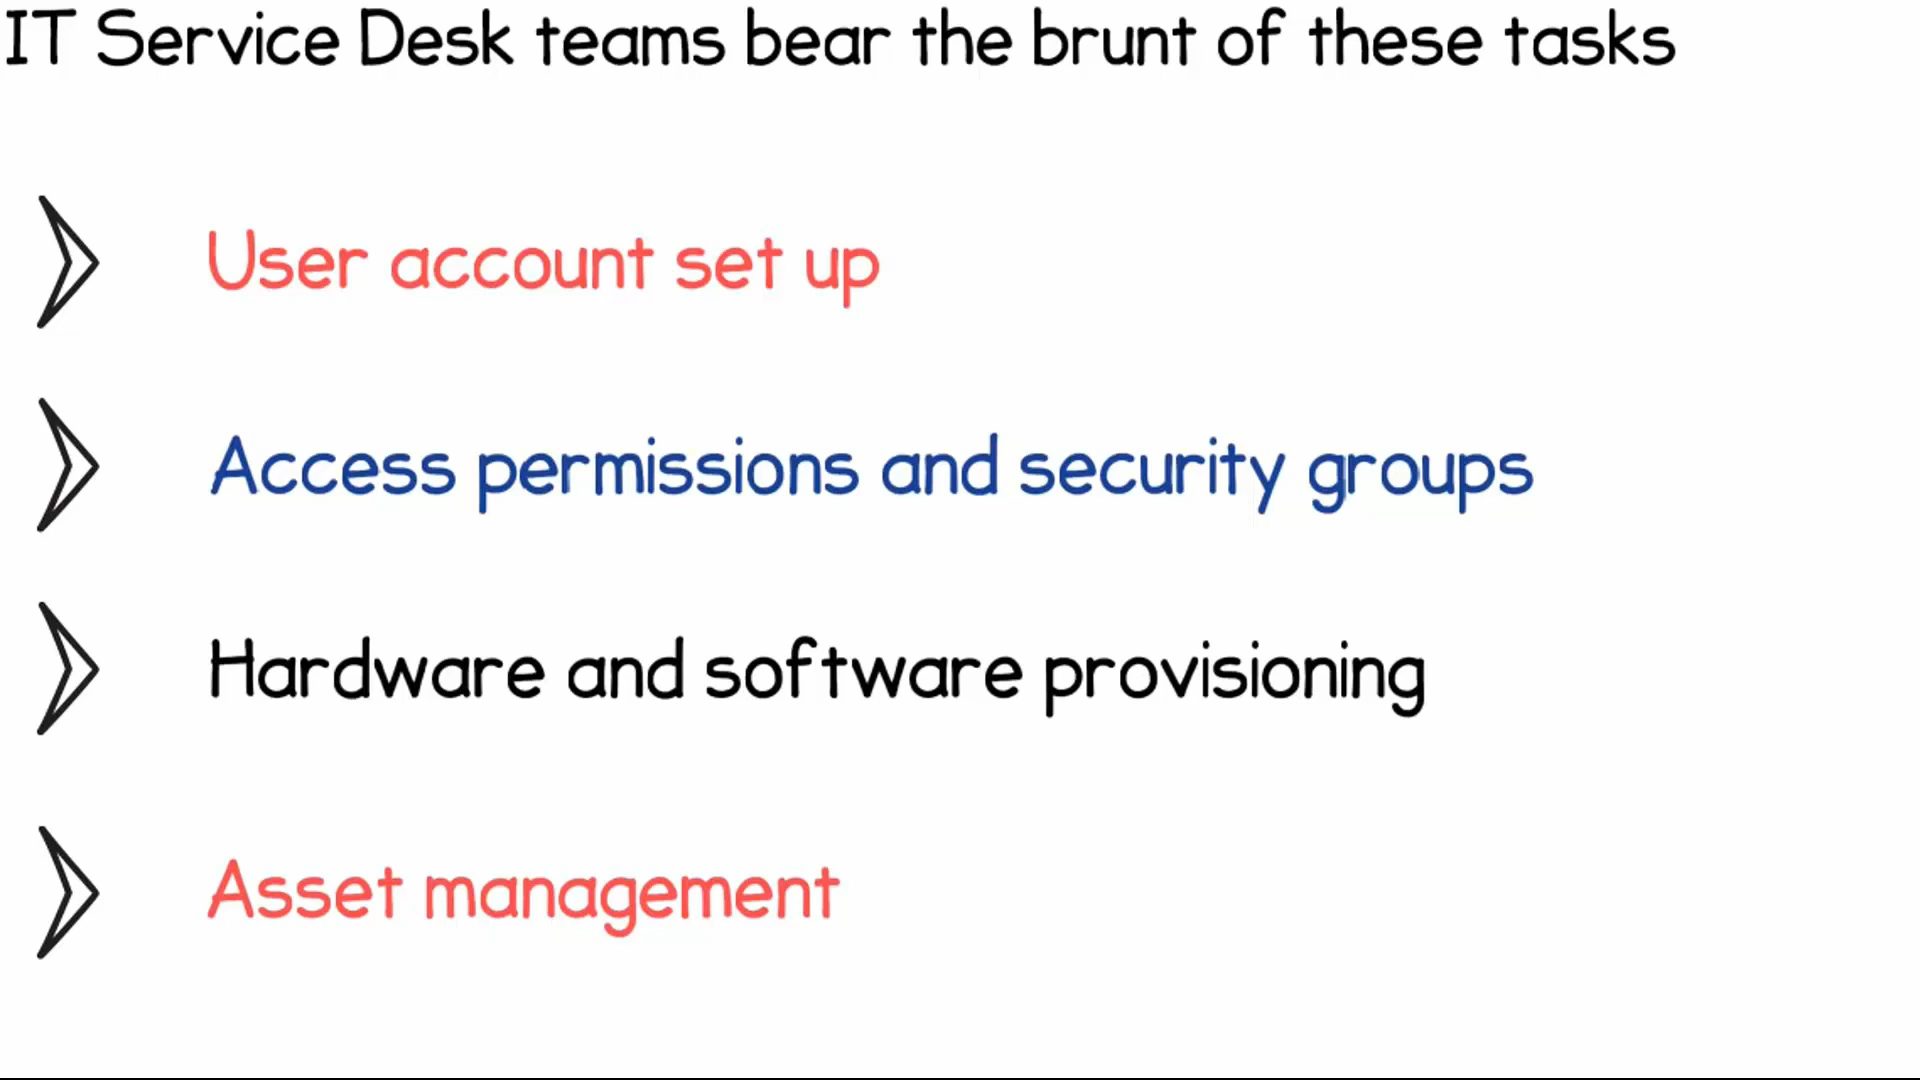 IT Service Desk teams bear the brunt of these tasks
User account set up
Access permissions and security groups
Hardware and software provisioning
Asset management